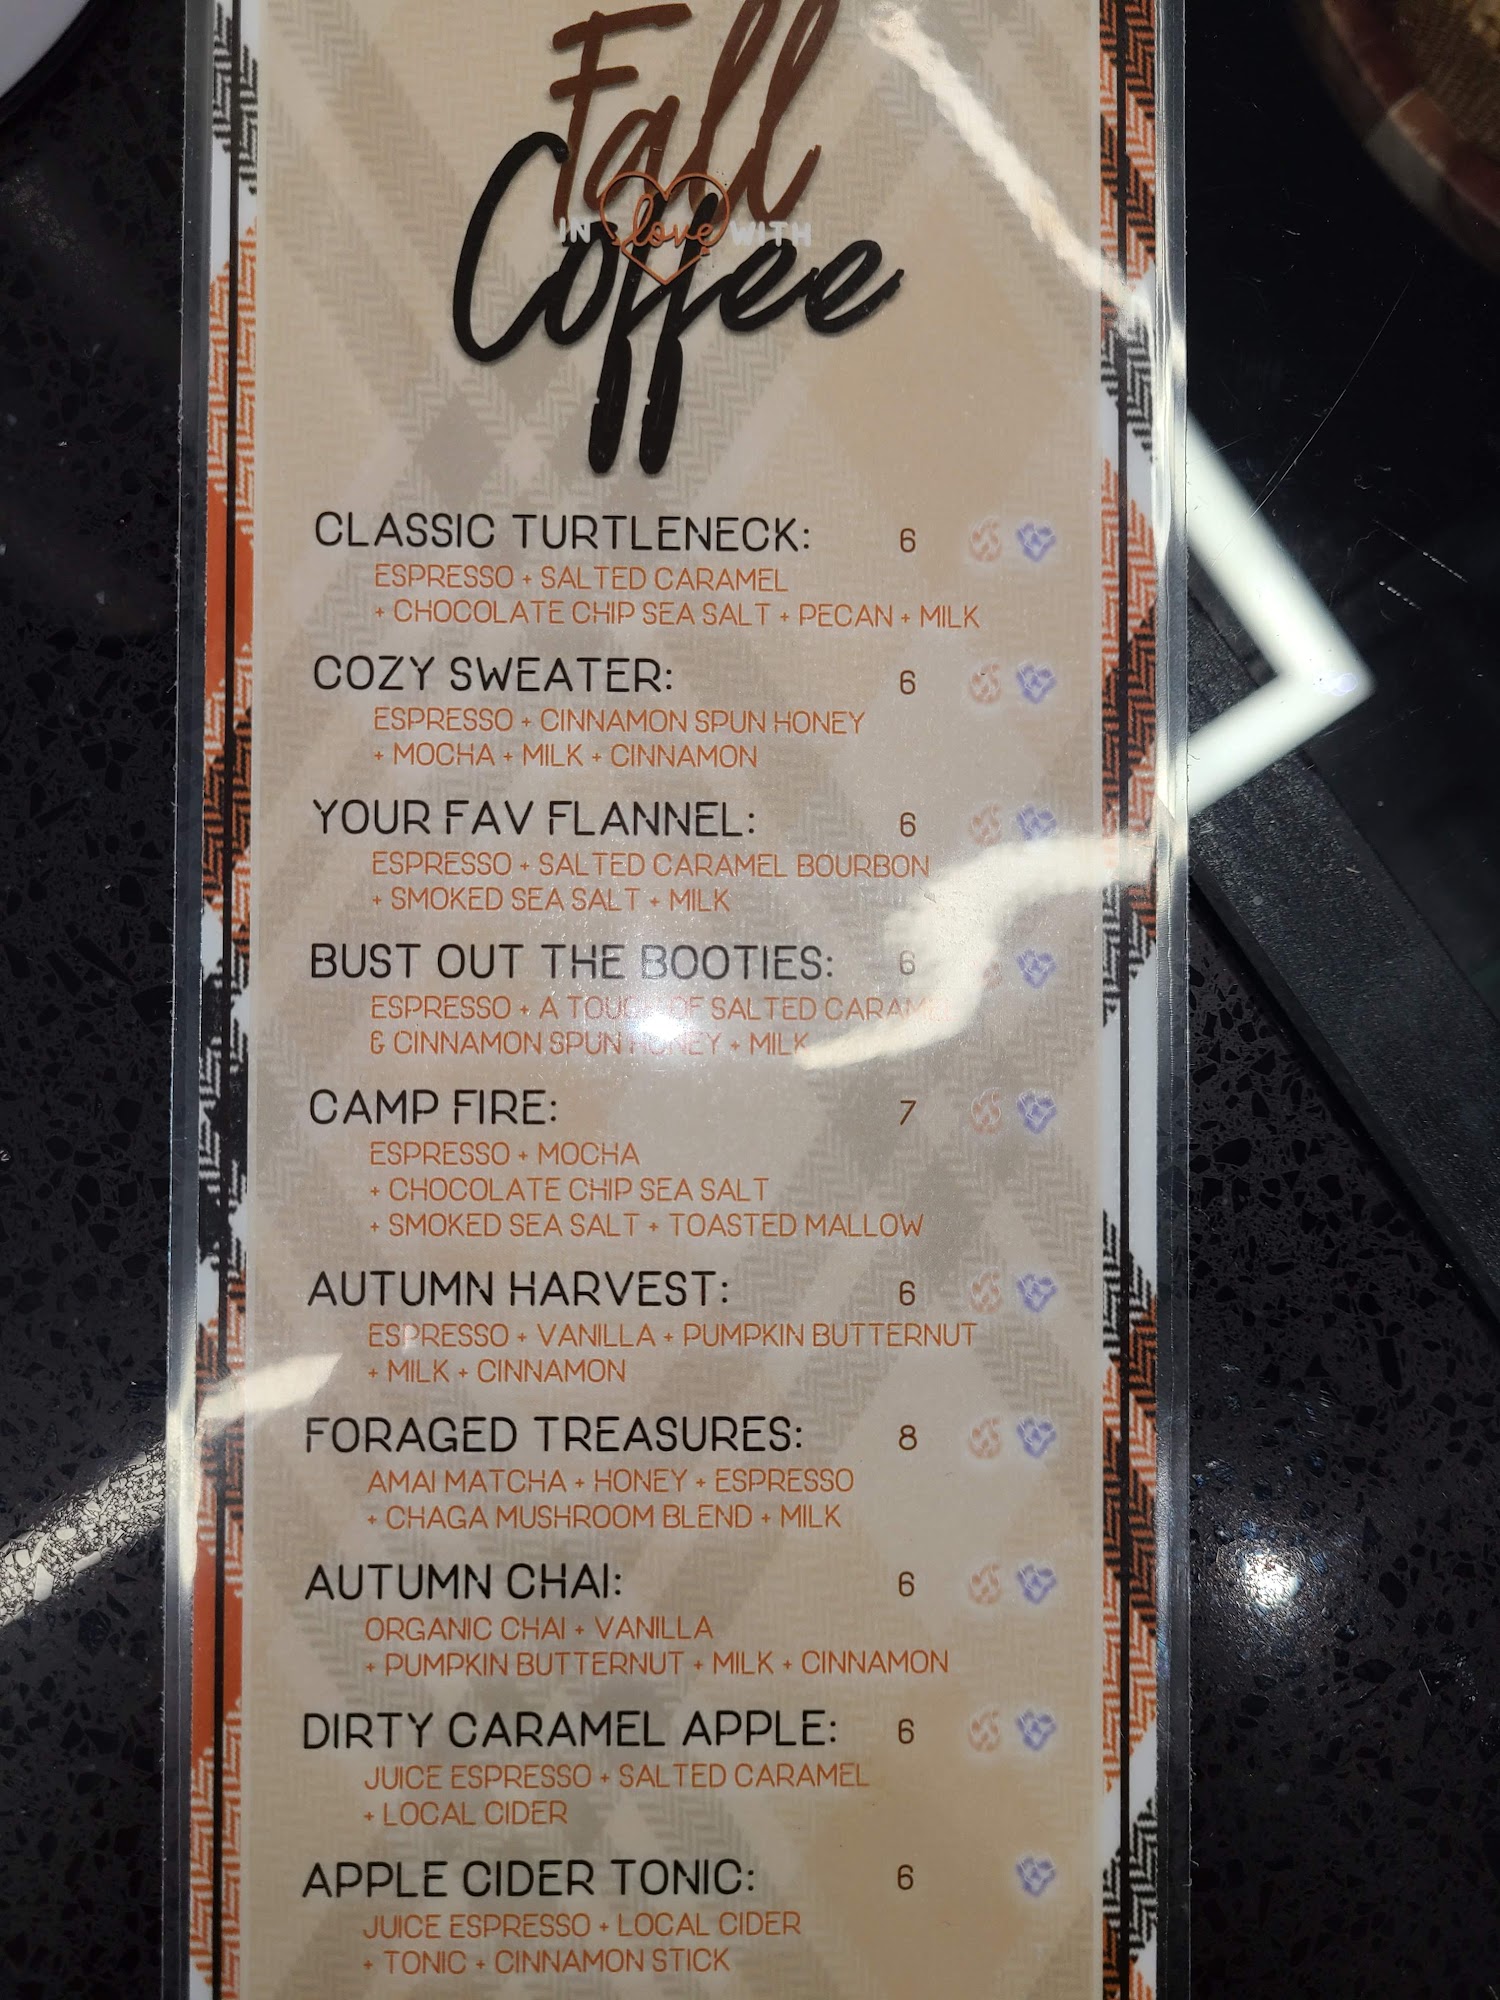 Fall
IN love WITH
Coffee
CLASSIC TURTLENECK: 6
ESPRESSO + SALTED CARAMEL
+ CHOCOLATE CHIP SEA SALT + PECAN + MILK
COZY SWEATER: 6
ESPRESSO + CINNAMON SPUN HONEY
+ MOCHA + MILK + CINNAMON
YOUR FAV FLANNEL: 6
ESPRESSO + SALTED CARAMEL BOURBON
+ SMOKED SEA SALT + MILK
BUST OUT THE BOOTIES: 6
ESPRESSO + A TOUCH OF SALTED CARAMEL
& CINNAMON SPUN HONEY + MILK
CAMP FIRE: 7
ESPRESSO + MOCHA
+ CHOCOLATE CHIP SEA SALT
+ SMOKED SEA SALT + TOASTED MALLOW
AUTUMN HARVEST: 6
ESPRESSO + VANILLA + PUMPKIN BUTTERNUT
+ MILK + CINNAMON
FORAGED TREASURES: 8
AMAI MATCHA + HONEY + ESPRESSO
+ CHAGA MUSHROOM BLEND + MILK
AUTUMN CHAI: 6
ORGANIC CHAI + VANILLA
+ PUMPKIN BUTTERNUT + MILK + CINNAMON
DIRTY CARAMEL APPLE: 6
JUICE ESPRESSO + SALTED CARAMEL
+ LOCAL CIDER
APPLE CIDER TONIC: 6
JUICE ESPRESSO + LOCAL CIDER
+ TONIC + CINNAMON STICK